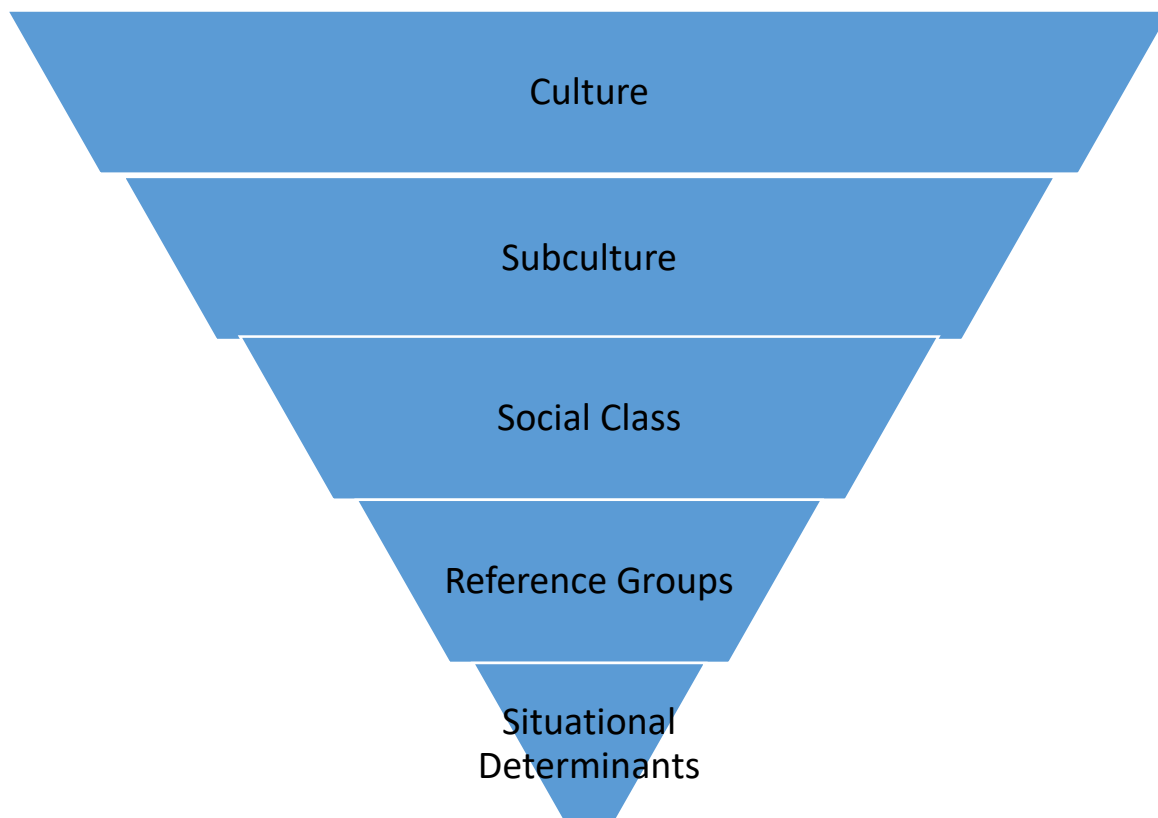 Culture
Subculture
Social Class
Reference Groups
Situational
Determinants